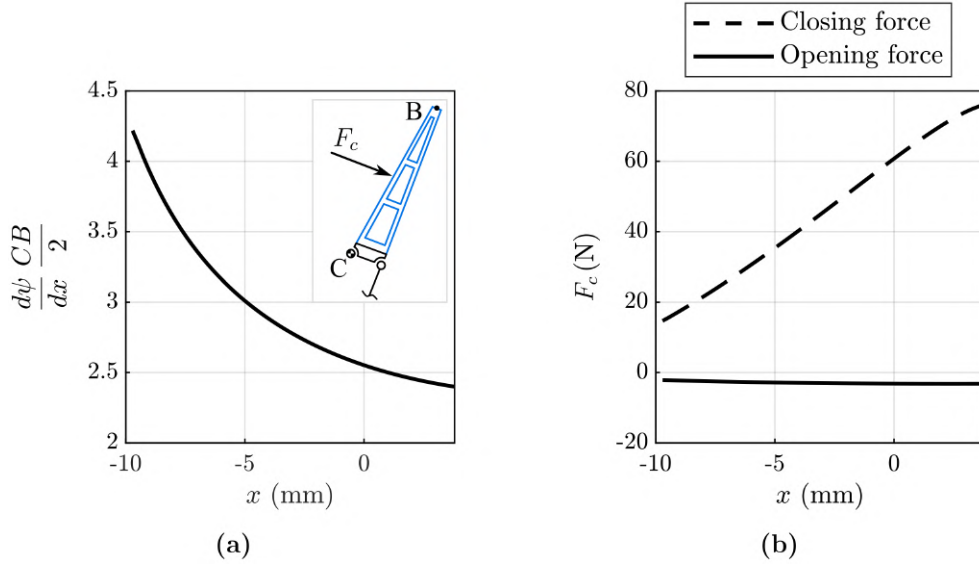 Closing force
Opening force
4.5
4
3.5
3
2.5
2
dψ CB
dx 2
B
F_c
C
-10
-5
0
x (mm)
(a)
80
60
40
20
0
-20
F_c (N)
-10
-5
0
x (mm)
(b)